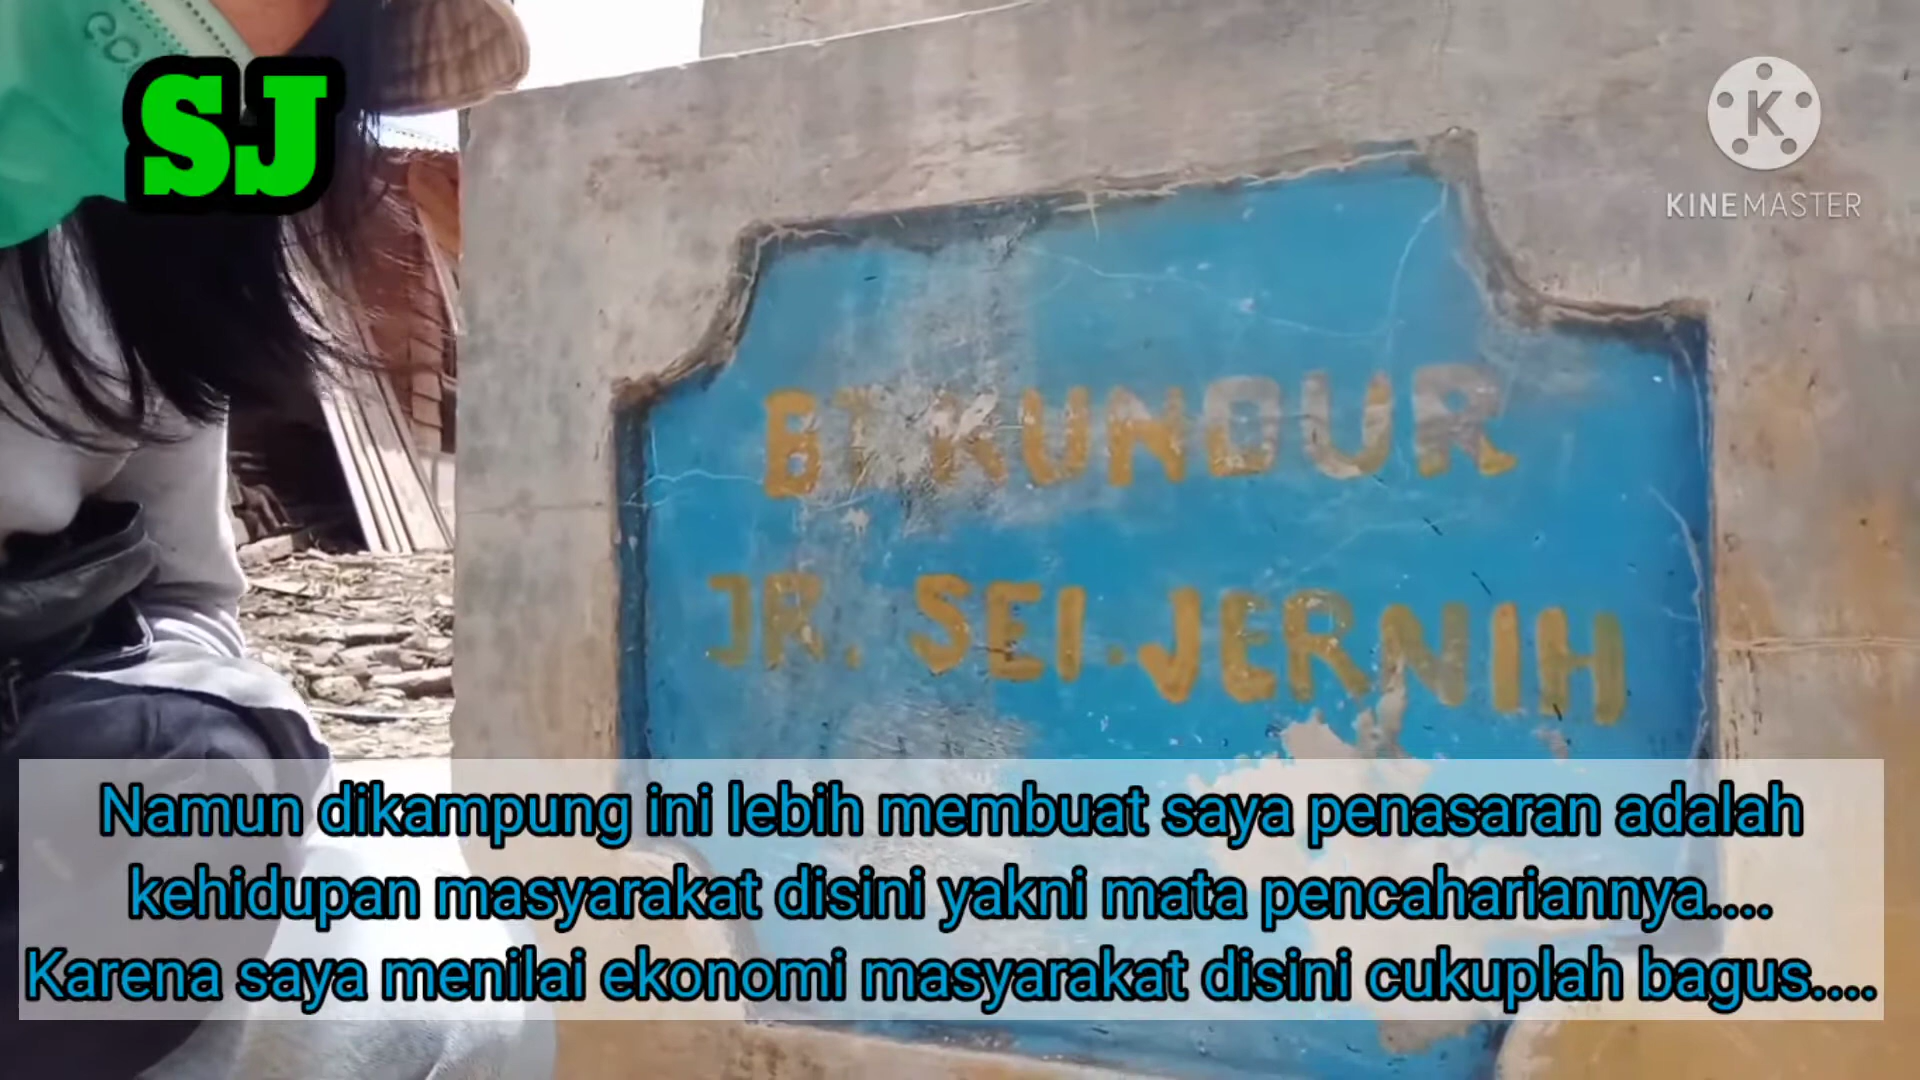 SJ
K
KINEMASTER
BT KUNDUR
JR. SEI.JERNIH
Namun dikampung ini lebih membuat saya penasaran adalah
kehidupan masyarakat disini yakni mata pencahariannya....
Karena saya menilai ekonomi masyarakat disini cukuplah bagus....